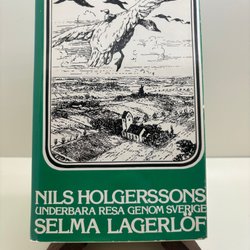 NILS HOLGERSSONS
UNDERBARA RESA GENOM SVERIGE
SELMA LAGERLÖF